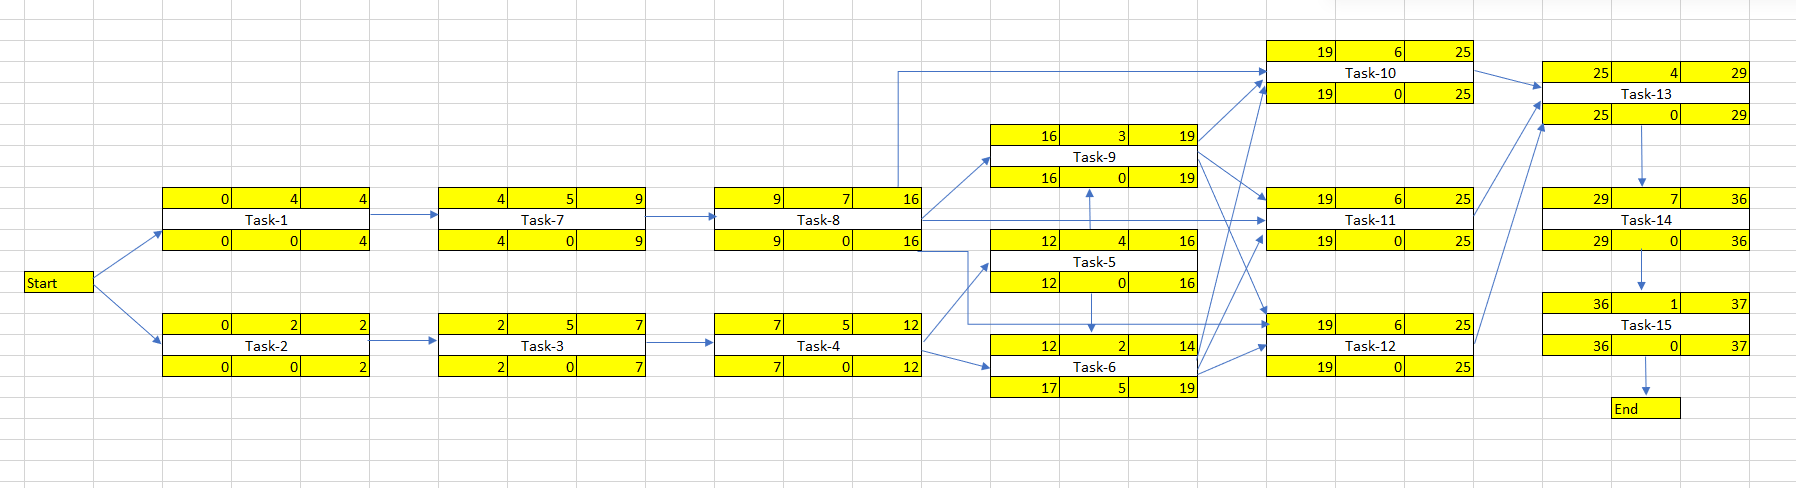 19 6 25
Task-10
19 0 25
25 4 29
Task-13
25 0 29
16 3 19
Task-9
16 0 19
0 4 4
Task-1
0 0 4
4 5 9
Task-7
4 0 9
9 7 16
Task-8
9 0 16
19 6 25
Task-11
19 0 25
29 7 36
Task-14
29 0 36
12 4 16
Task-5
12 0 16
Start
0 2 2
Task-2
0 0 2
2 5 7
Task-3
2 0 7
7 5 12
Task-4
7 0 12
12 2 14
Task-6
17 5 19
19 6 25
Task-12
19 0 25
36 1 37
Task-15
36 0 37
End